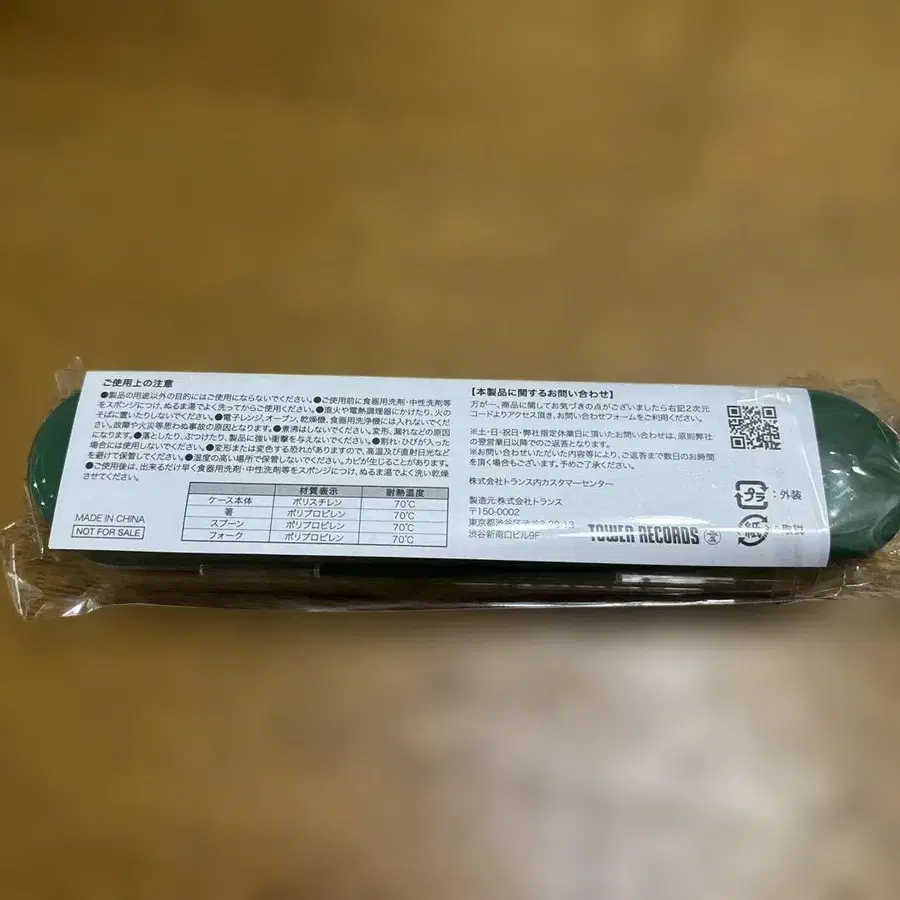 ご使用上の注意
●製品の用途以外の目的にはご使用にならないでください。●ご使用前に食器用洗剤・中性洗剤等
をスポンジにつけ、ぬるま湯でよく洗ってからご使用ください。●直火や電熱調理器にかけたり、火の
そばに置いたりしないでください。●電子レンジ、オーブン、乾燥機、食器用洗浄機には入れないでくだ
さい。故障や火災等思わぬ事故の原因となります。●煮沸はしないでください。変形、漏れなどの原因
になります。●落としたり、ぶつけたり、製品に強い衝撃を与えないでください。●割れ・ひびが入った
場合には使用しないでください。●変形または変色する恐れがありますので、高温及び直射日光など
を避けて保管してください。●湿度の高い場所で保管しないでください。カビが生じることがあります。
●ご使用後は、出来るだけ早く食器用洗剤・中性洗剤等をスポンジにつけ、ぬるま湯でよく洗い乾燥
させてください。
材質表示 耐熱温度
ケース本体 ポリスチレン 70℃
箸 ポリプロピレン 70℃
スプーン ポリプロピレン 70℃
フォーク ポリプロピレン 70℃
MADE IN CHINA
NOT FOR SALE
【本製品に関するお問い合わせ】
万が一、商品に関してお気づきの点がございましたら右記2次元
コードよりアクセス頂き、お問い合わせフォームをご利用ください。
※土・日・祝日・弊社指定休業日に頂いたお問い合わせは、原則弊社
の翌営業日以降でのご返答となります。
※お問い合わせいただいた内容等により、ご返答まで数日のお時間
を頂く場合もございます。予めご了承ください。
株式会社トランス内カスタマーセンター
製造元:株式会社トランス
〒150-0002
東京都渋谷区渋谷
渋谷新南口ビル9F
TOWER RECORDS
プラ:外装
紙